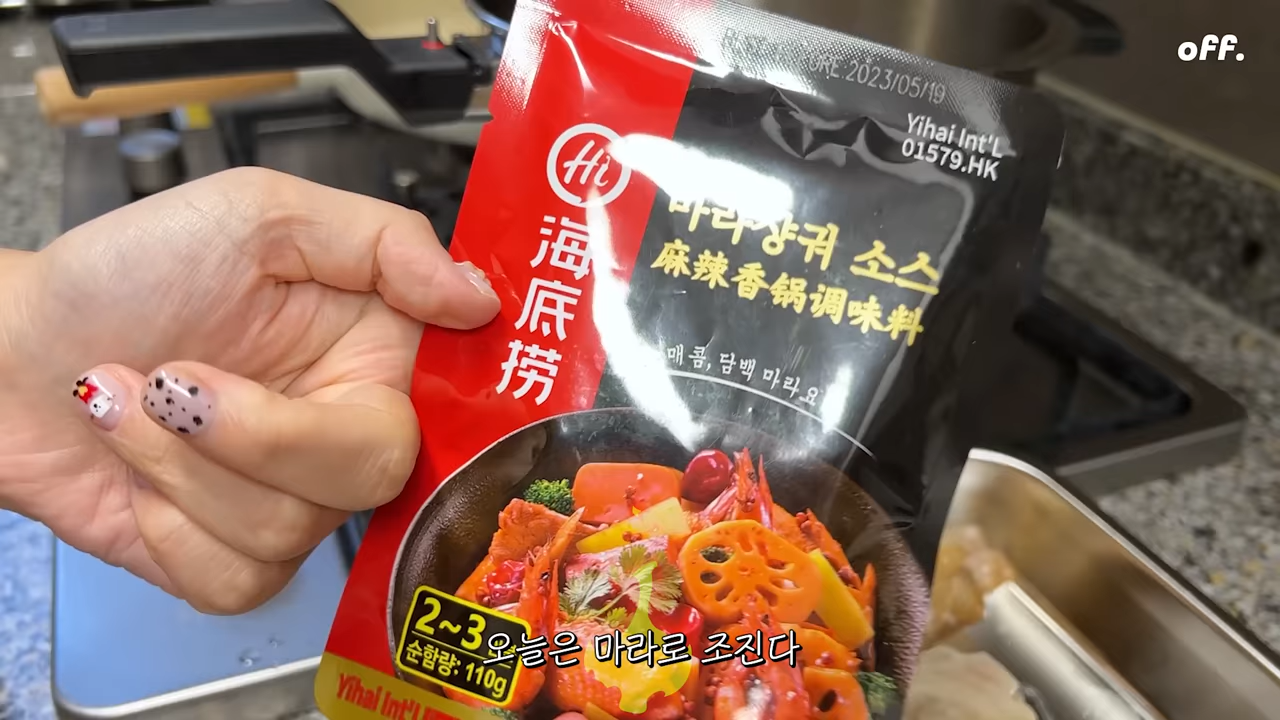 off.
2023/05/19
Yihai Int'L
01579.HK
Hi
海底捞
마라샹궈 소스
麻辣香锅调味料
매콤, 담백 마라요
2~3
순함량: 110g
Yihai Int'l
오늘은 마라로 조진다